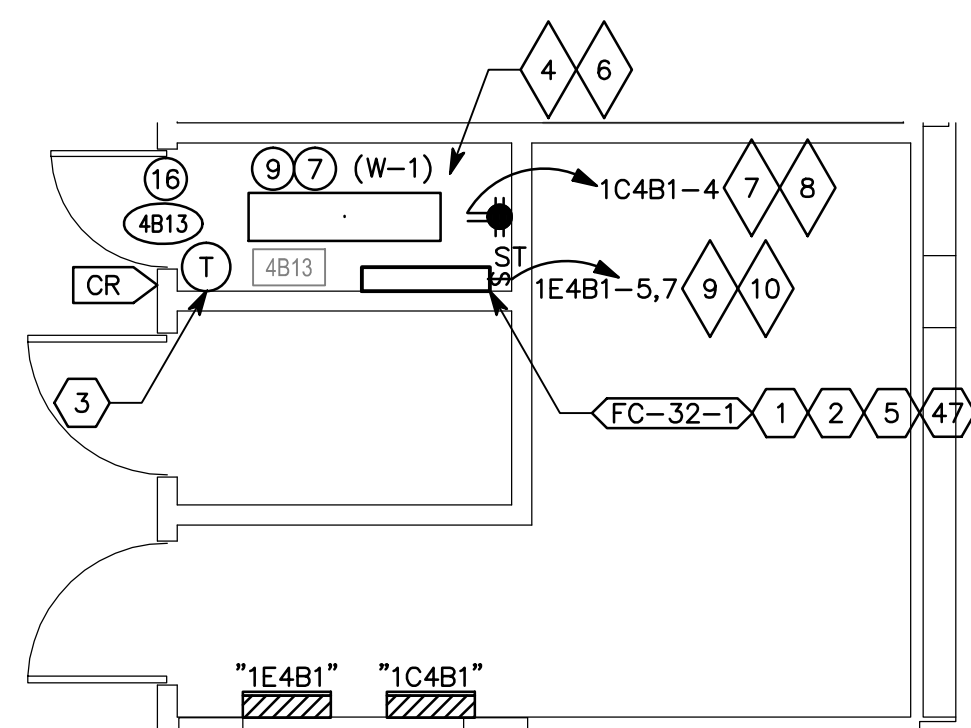 4 6
16
9 7 (W-1)
1C4B1-4 7 8
4B13
ST
T
4B13
CR
$
1E4B1-5,7 9 10
3
FC-32-1 1 2 5 47
"1E4B1" "1C4B1"